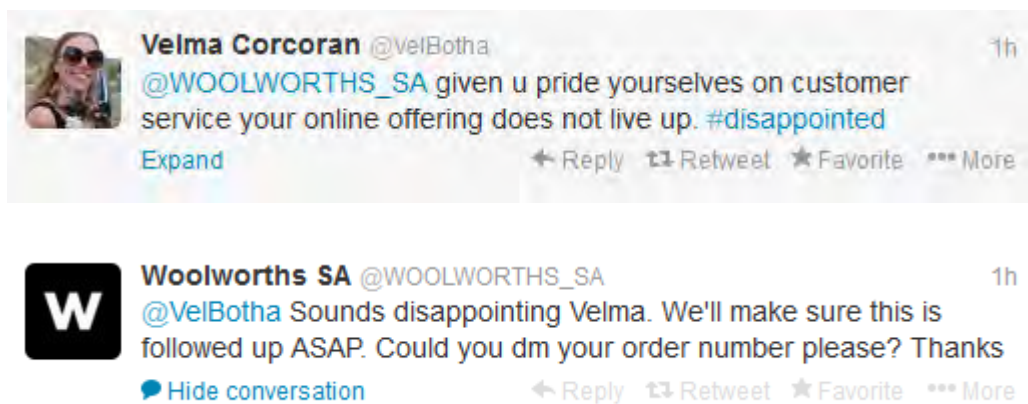 Velma Corcoran @VelBotha 1h
@WOOLWORTHS_SA given u pride yourselves on customer
service your online offering does not live up. #disappointed
Expand Reply Retweet Favorite More
Woolworths SA @WOOLWORTHS_SA 1h
W
@VelBotha Sounds disappointing Velma. We'll make sure this is
followed up ASAP. Could you dm your order number please? Thanks
Hide conversation Reply Retweet Favorite More